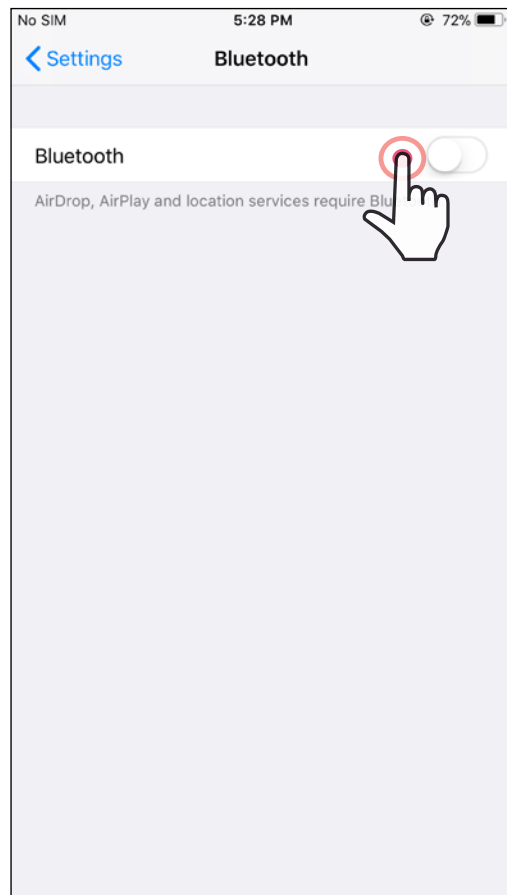 No SIM 5:28 PM 72%
Settings Bluetooth
Bluetooth
AirDrop, AirPlay and location services require